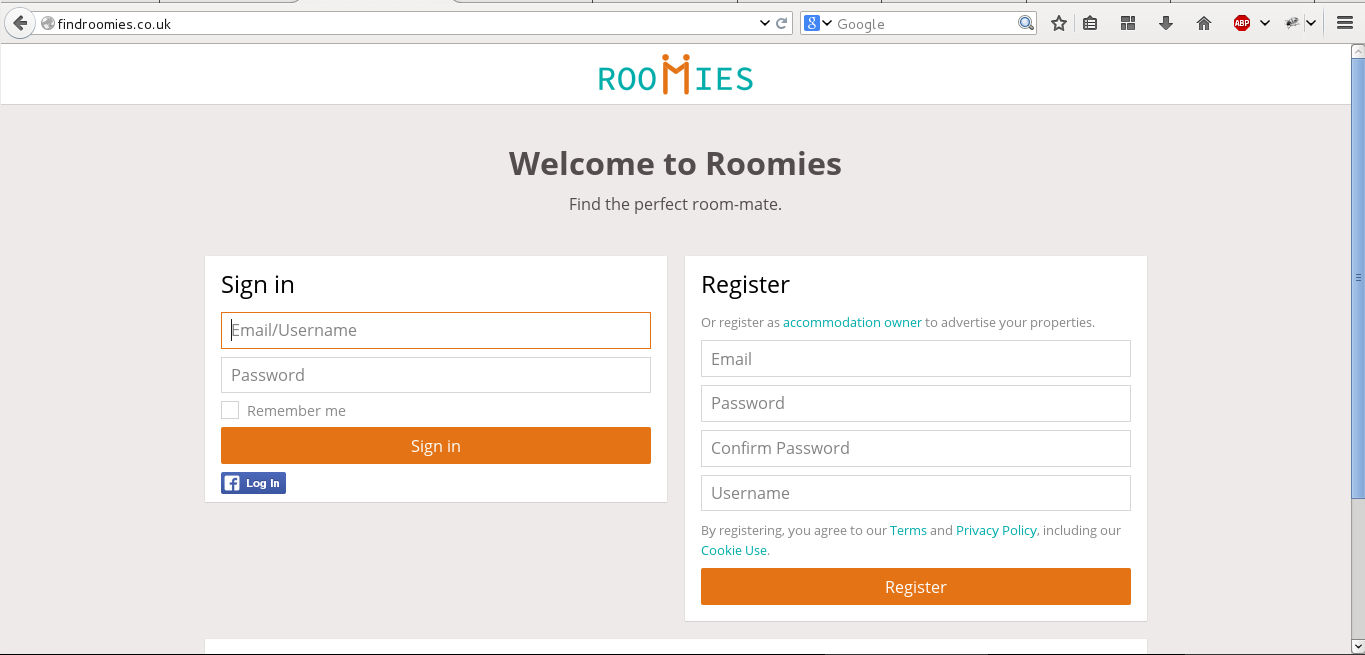 findroomies.co.uk
8
Google
ABP
ROOMIES
Welcome to Roomies
Find the perfect room-mate.
Sign in
Email/Username
Password
Remember me
Sign in
f Log In
Register
Or register as accommodation owner to advertise your properties.
Email
Password
Confirm Password
Username
By registering, you agree to our Terms and Privacy Policy, including our
Cookie Use.
Register